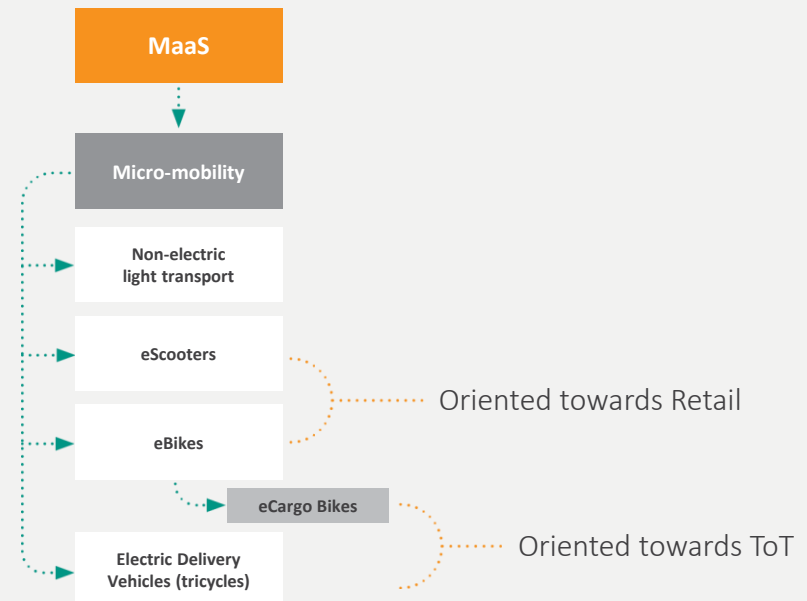 MaaS
Micro-mobility
Non-electric
light transport
eScooters
Oriented towards Retail
eBikes
eCargo Bikes
Oriented towards ToT
Electric Delivery
Vehicles (tricycles)